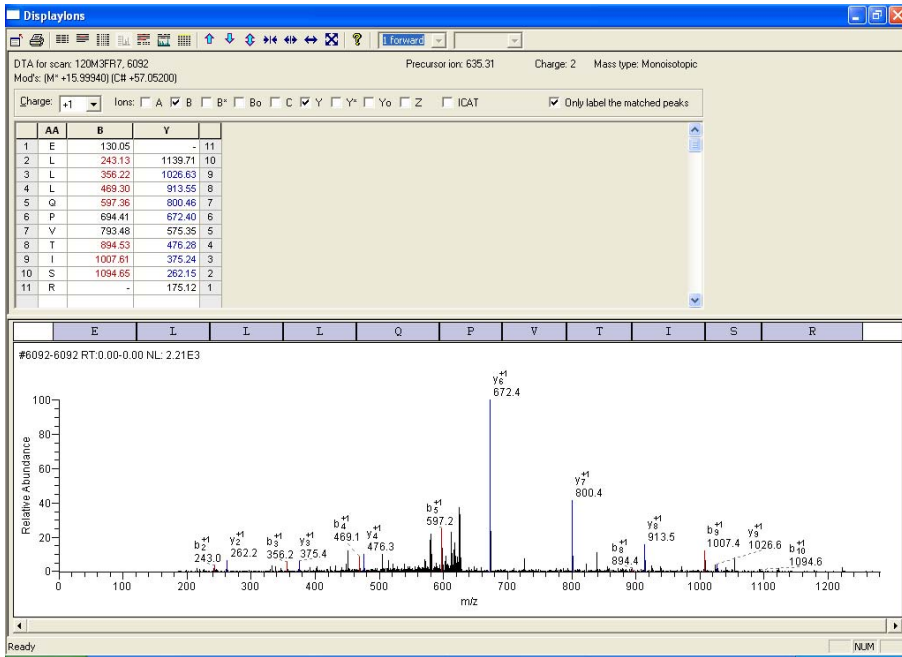 DisplayIons
1 forward
DTA for scan: 120M3FR7, 6092 Precursor ion: 635.31 Charge: 2 Mass type: Monoisotopic
Mod's: (M* +15.99940) (C# +57.05200)
Charge: +1 Ions: A B B* Bo C Y Y* Yo Z ICAT Only label the matched peaks
AA B Y
1 E 130.05 - 11
2 L 243.13 1139.71 10
3 L 356.22 1026.63 9
4 L 469.30 913.55 8
5 Q 597.36 800.46 7
6 P 694.41 672.40 6
7 V 793.48 575.35 5
8 T 894.53 476.28 4
9 I 1007.61 375.24 3
10 S 1094.65 262.15 2
11 R - 175.12 1
E L L L Q P V T I S R
#6092-6092 RT:0.00-0.00 NL: 2.21E3
y6+1
672.4
y7+1
800.4
b5+1
597.2
b2+1
243.0
y2+1
262.2
b3+1
356.2
y3+1
375.4
b4+1
469.1
y4+1
476.3
b8+1
894.4
y8+1
913.5
b9+1
1007.4
y9+1
1026.6
b10+1
1094.6
Relative Abundance
100
80
60
40
20
0
0 100 200 300 400 500 600 700 800 900 1000 1100 1200
m/z
Ready NUM